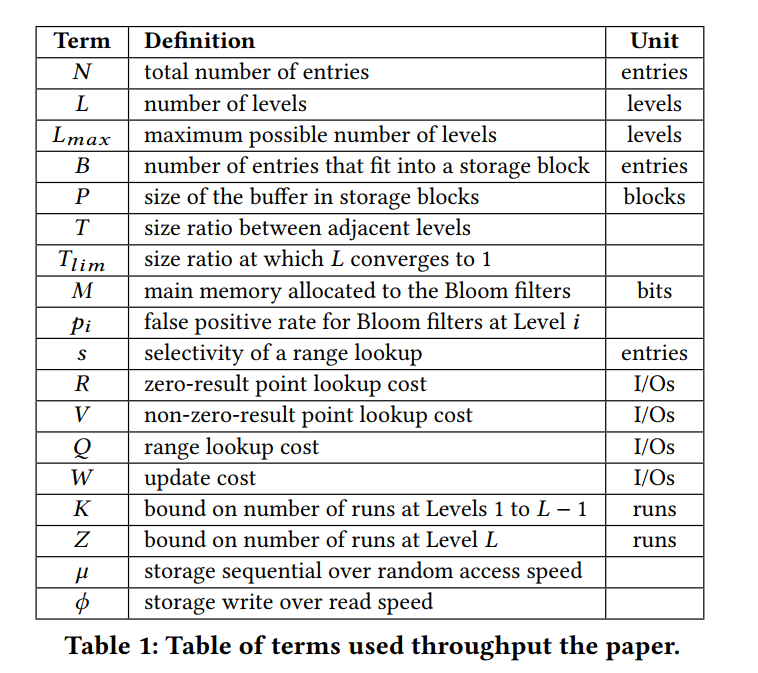 Term Definition Unit
N total number of entries entries
L number of levels levels
L_max maximum possible number of levels levels
B number of entries that fit into a storage block entries
P size of the buffer in storage blocks blocks
T size ratio between adjacent levels
T_lim size ratio at which L converges to 1
M main memory allocated to the Bloom filters bits
p_i false positive rate for Bloom filters at Level i
s selectivity of a range lookup entries
R zero-result point lookup cost I/Os
V non-zero-result point lookup cost I/Os
Q range lookup cost I/Os
W update cost I/Os
K bound on number of runs at Levels 1 to L − 1 runs
Z bound on number of runs at Level L runs
μ storage sequential over random access speed
ϕ storage write over read speed
Table 1: Table of terms used throughput the paper.